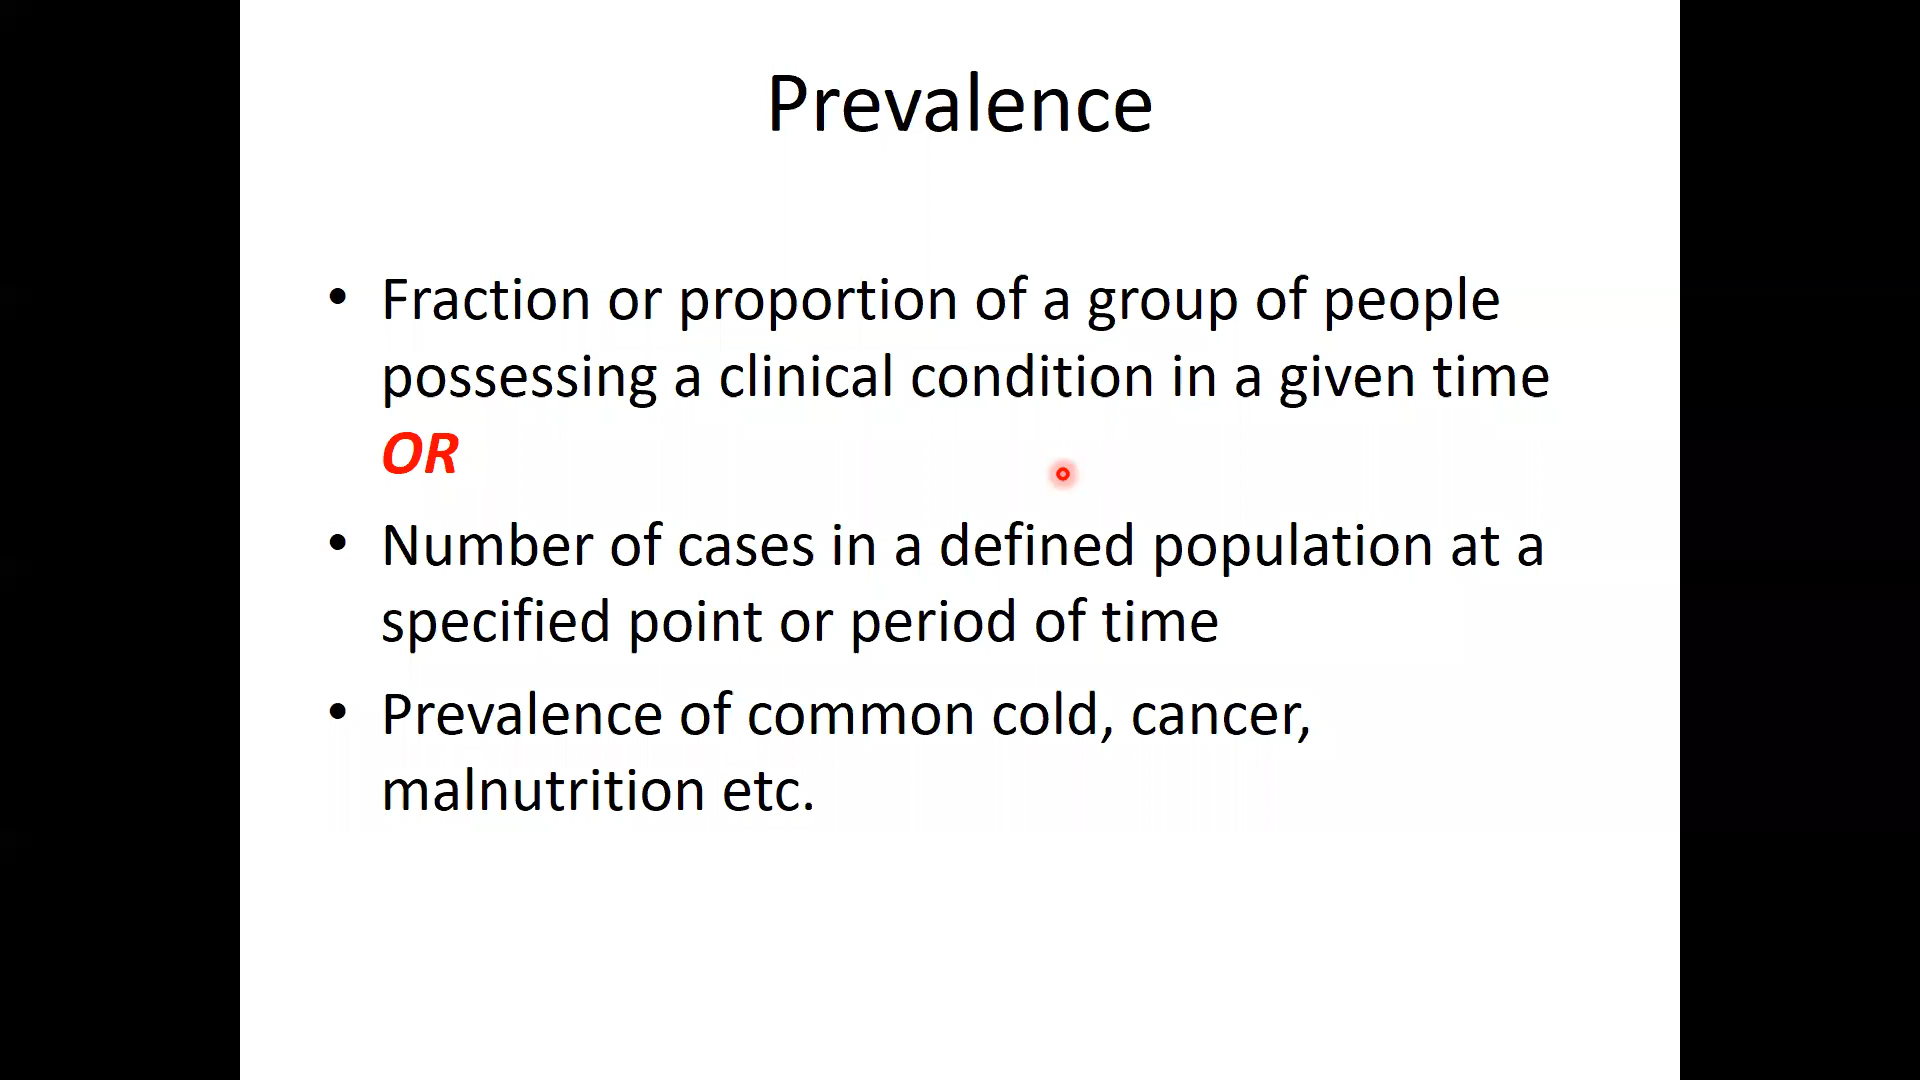 Prevalence
• Fraction or proportion of a group of people
possessing a clinical condition in a given time
OR
• Number of cases in a defined population at a
specified point or period of time
• Prevalence of common cold, cancer,
malnutrition etc.